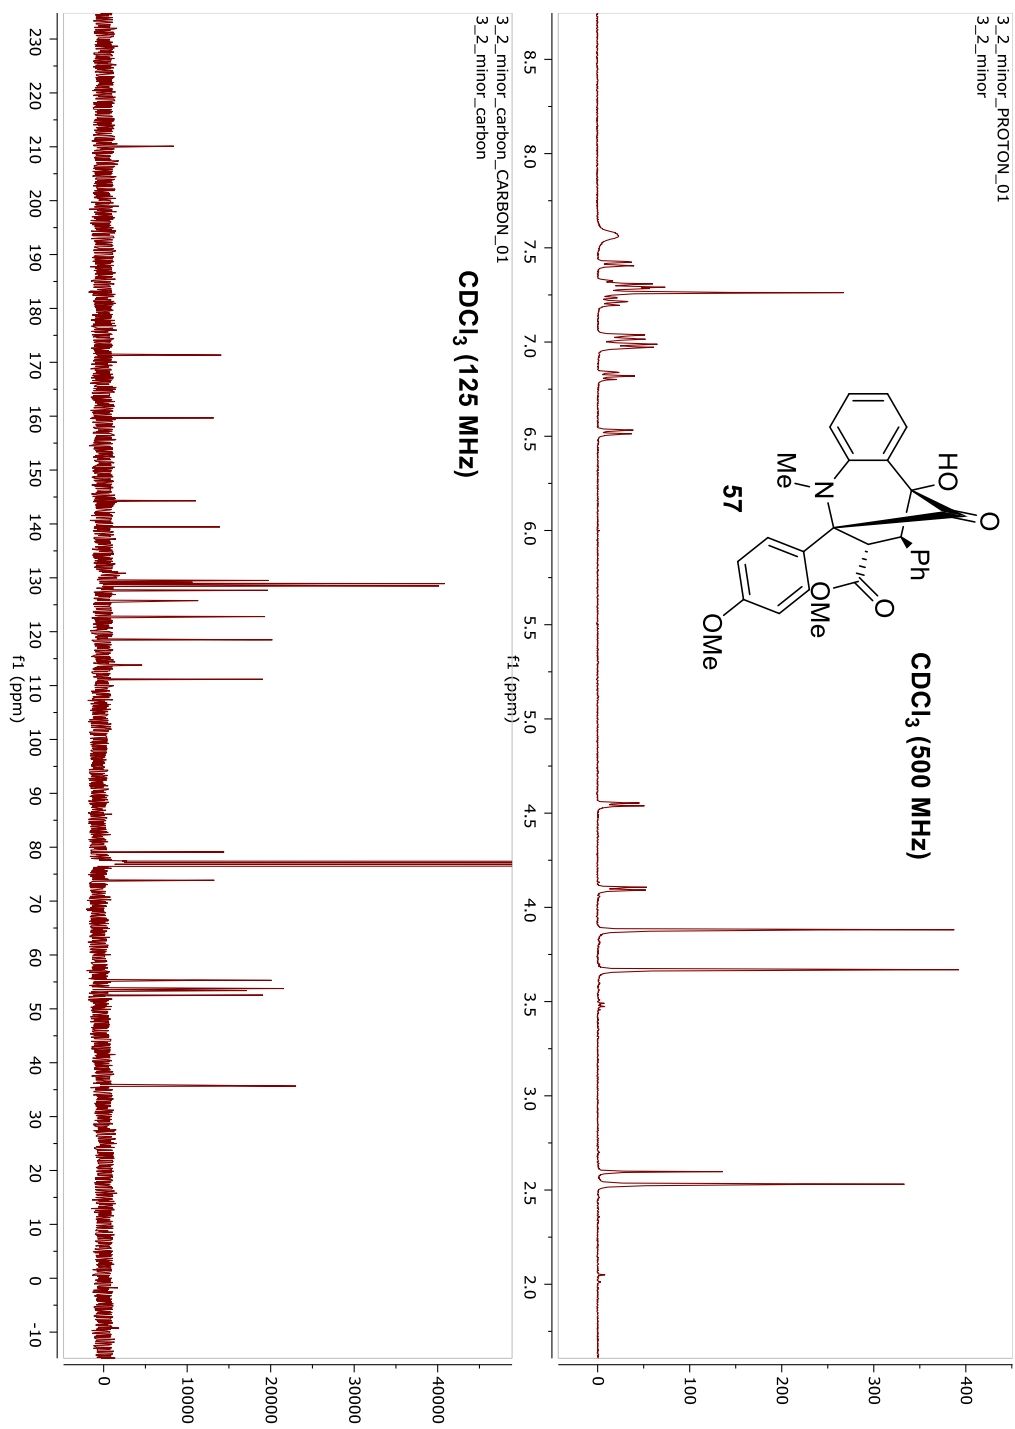 3_2_minor_PROTON_01
3_2_minor
CDCl3 (500 MHz)
HO
O
Ph
N
Me
O
OMe
OMe
57
8.5 8.0 7.5 7.0 6.5 6.0 5.5 5.0 4.5 4.0 3.5 3.0 2.5 2.0
f1 (ppm)
0 100 200 300 400
3_2_minor_carbon_CARBON_01
3_2_minor_carbon
CDCl3 (125 MHz)
230 220 210 200 190 180 170 160 150 140 130 120 110 100 90 80 70 60 50 40 30 20 10 0 -10
f1 (ppm)
0 10000 20000 30000 40000